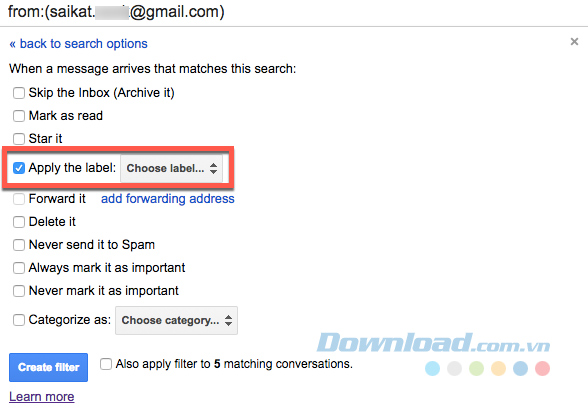 from:(saikat.@gmail.com)
« back to search options
×
When a message arrives that matches this search:
Skip the Inbox (Archive it)
Mark as read
Star it
Apply the label: Choose label...
Forward it add forwarding address
Delete it
Never send it to Spam
Always mark it as important
Never mark it as important
Categorize as: Choose category...
Download.com.vn
Create filter Also apply filter to 5 matching conversations.
Learn more